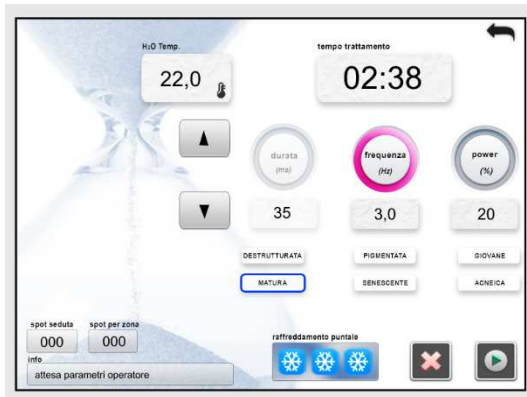 H₂O Temp.
tempo trattamento
22,0
02:38
durata
(ms)
frequenza
(Hz)
power
(%)
35
3,0
20
DESTRUTTURATA
PIGMENTATA
GIOVANE
MATURA
SENESCENTE
ACNEICA
spot seduta
spot per zona
000
000
raffreddamento puntale
info
attesa parametri operatore